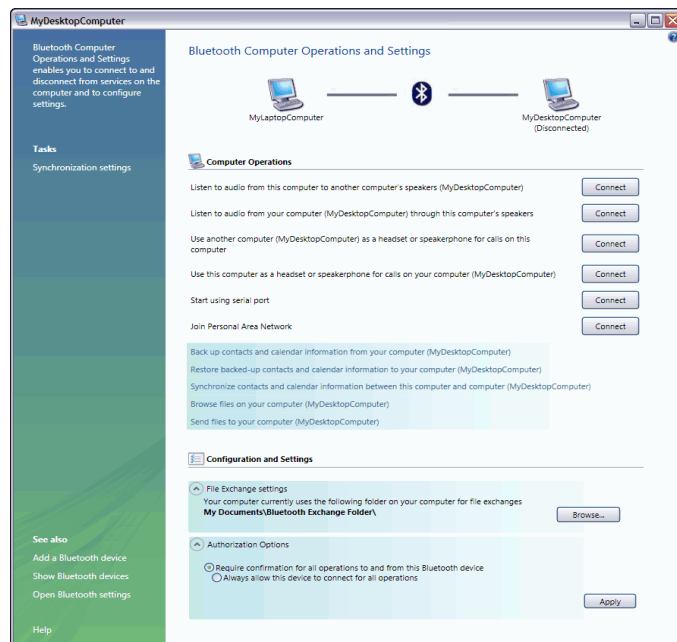 MyDesktopComputer
Bluetooth Computer
Operations and Settings
enables you to connect to and
disconnect from services on the
computer and to configure
settings.
Tasks
Synchronization settings
See also
Add a Bluetooth device
Show Bluetooth devices
Open Bluetooth settings
Help
Bluetooth Computer Operations and Settings
MyLaptopComputer
MyDesktopComputer
(Disconnected)
Computer Operations
Listen to audio from this computer to another computer's speakers (MyDesktopComputer)
Connect
Listen to audio from your computer (MyDesktopComputer) through this computer's speakers
Connect
Use another computer (MyDesktopComputer) as a headset or speakerphone for calls on this
computer
Connect
Use this computer as a headset or speakerphone for calls on your computer (MyDesktopComputer)
Connect
Start using serial port
Connect
Join Personal Area Network
Connect
Back up contacts and calendar information from your computer (MyDesktopComputer)
Restore backed-up contacts and calendar information to your computer (MyDesktopComputer)
Synchronize contacts and calendar information between this computer and computer (MyDesktopComputer)
Browse files on your computer (MyDesktopComputer)
Send files to your computer (MyDesktopComputer)
Configuration and Settings
File Exchange settings
Your computer currently uses the following folder on your computer for file exchanges
My Documents\Bluetooth Exchange Folder\
Browse...
Authorization Options
Require confirmation for all operations to and from this Bluetooth device
Always allow this device to connect for all operations
Apply